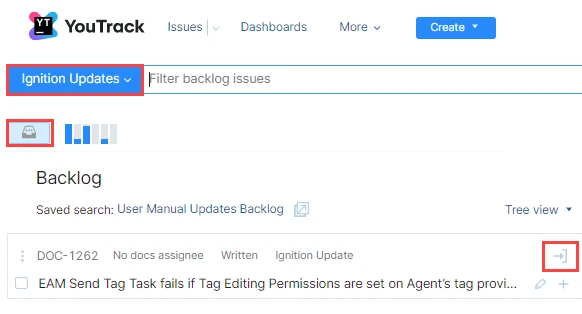 YT YouTrack Issues Dashboards More Create
Ignition Updates Filter backlog issues
Backlog
Saved search: User Manual Updates Backlog Tree view
DOC-1262 No docs assignee Written Ignition Update
EAM Send Tag Task fails if Tag Editing Permissions are set on Agent's tag provi...